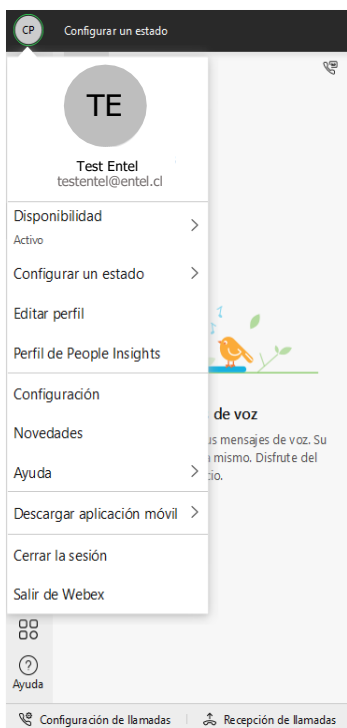 CP
Configurar un estado
TE
Test Entel
testentel@entel.cl
Disponibilidad
Activo
Configurar un estado
Editar perfil
Perfil de People Insights
Configuración
de voz
Novedades
us mensajes de voz. Su
mismo. Disfrute del
Ayuda
cio.
Descargar aplicación móvil
Cerrar la sesión
Salir de Webex
Ayuda
Configuración de llamadas
Recepción de llamadas